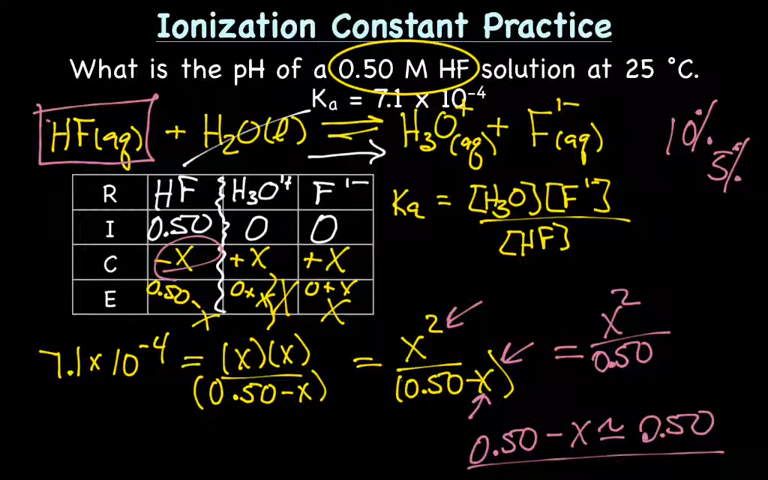 Ionization Constant Practice
What is the pH of a 0.50 M HF solution at 25 °C.
Ka = 7.1 x 10⁻⁴
HF(aq) + H₂O(l) ⇌ H₃O⁺(aq) + F¹⁻(aq)
10% 5%
R HF H₃O¹⁺ F¹⁻
I 0.50 0 0
C -X +X +X
E 0.50-X 0+X X 0+X X
Ka = [H₃O][F¹⁻] / [HF]
7.1 x 10⁻⁴ = (X)(X) / (0.50-X) = X² / (0.50-X) = X² / 0.50
0.50 - X ≃ 0.50